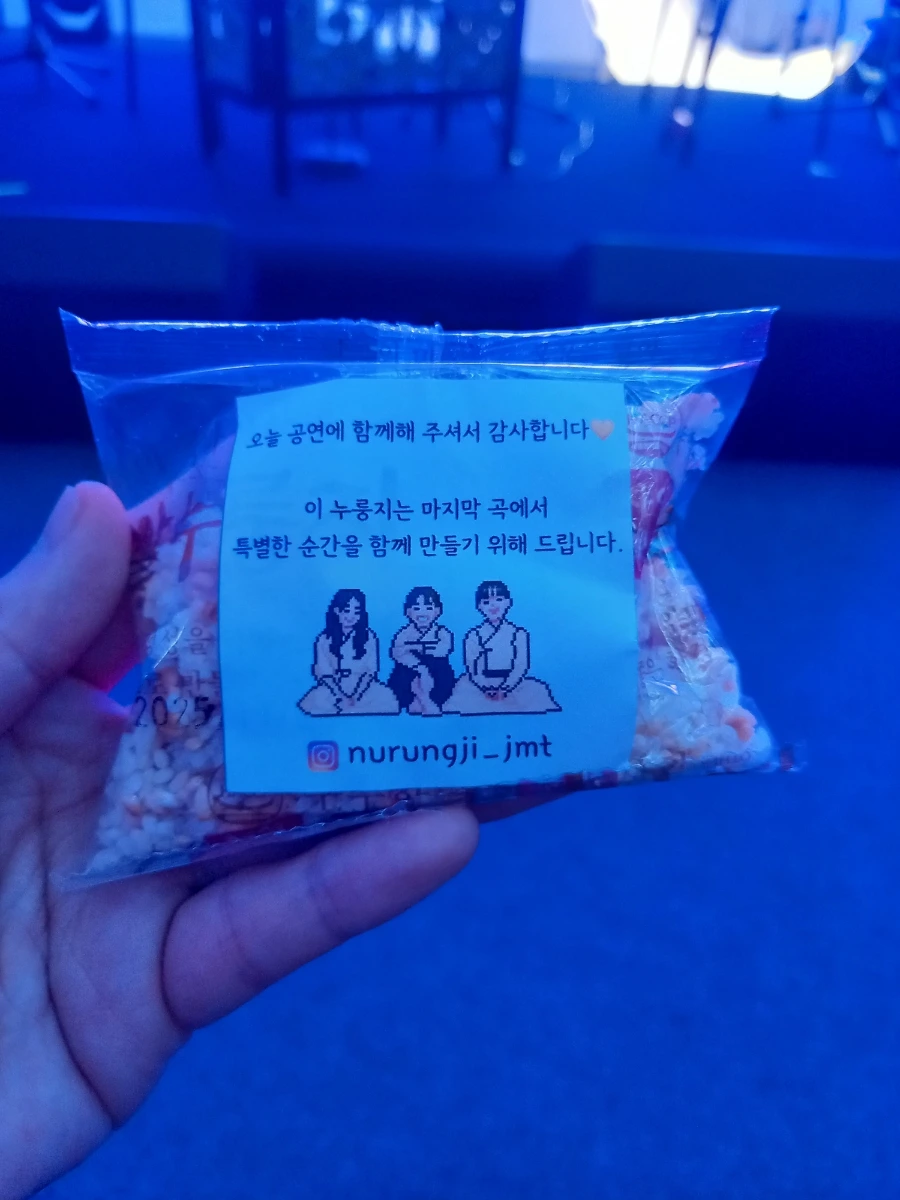 오늘 공연에 함께해 주셔서 감사합니다🧡
이 누룽지는 마지막 곡에서
특별한 순간을 함께 만들기 위해 드립니다.
nurungji_jmt
2025